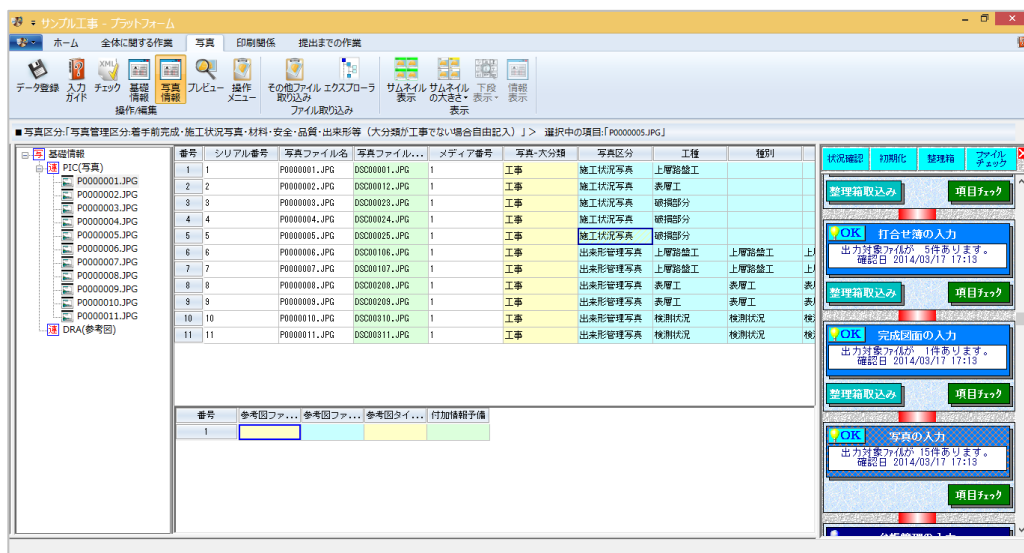 サンプル工事 - プラットフォーム
ホーム 全体に関する作業 写真 印刷関係 提出までの作業
データ登録 入力ガイド チェック 基礎情報 写真情報 プレビュー 操作メニュー その他ファイル取り込み エクスプローラ サムネイル表示 サムネイルの大きさ 下段表示 情報表示
操作/編集 ファイル取り込み 表示
■写真区分:「写真管理区分:着手前完成・施工状況写真・材料・安全・品質・出来形等（大分類が工事でない場合自由記入）」＞ 選択中の項目:「P0000005.JPG」
基礎情報
PIC(写真)
P0000001.JPG
P0000002.JPG
P0000003.JPG
P0000004.JPG
P0000005.JPG
P0000006.JPG
P0000007.JPG
P0000008.JPG
P0000009.JPG
P0000010.JPG
P0000011.JPG
DRA(参考図)
番号 シリアル番号 写真ファイル名 写真ファイル... メディア番号 写真-大分類 写真区分 工種 種別
1 1 P0000001.JPG DSC00001.JPG 1 工事 施工状況写真 上層路盤工
2 2 P0000002.JPG DSC00012.JPG 1 工事 施工状況写真 表層工
3 3 P0000003.JPG DSC00023.JPG 1 工事 施工状況写真 破損部分
4 4 P0000004.JPG DSC00024.JPG 1 工事 施工状況写真 破損部分
5 5 P0000005.JPG DSC00025.JPG 1 工事 施工状況写真 破損部分
6 6 P0000006.JPG DSC00106.JPG 1 工事 出来形管理写真 上層路盤工 上層路盤工 上
7 7 P0000007.JPG DSC00107.JPG 1 工事 出来形管理写真 上層路盤工 上層路盤工 上
8 8 P0000008.JPG DSC00208.JPG 1 工事 出来形管理写真 表層工 表層工 表
9 9 P0000009.JPG DSC00209.JPG 1 工事 出来形管理写真 表層工 表層工 表
10 10 P0000010.JPG DSC00310.JPG 1 工事 出来形管理写真 検測状況 検測状況 検
11 11 P0000011.JPG DSC00311.JPG 1 工事 出来形管理写真 検測状況 検測状況 検
番号 参考図ファ... 参考図ファ... 参考図タイ... 付加情報予備
1
状況確認 初期化 整理箱 ファイルチェック
整理箱取込み 項目チェック
OK 打合せ簿の入力
出力対象ファイルが 5件あります。
確認日 2014/03/17 17:13
整理箱取込み 項目チェック
OK 完成図面の入力
出力対象ファイルが 1件あります。
確認日 2014/03/17 17:13
整理箱取込み 項目チェック
OK 写真の入力
出力対象ファイルが 15件あります。
確認日 2014/03/17 17:13
項目チェック